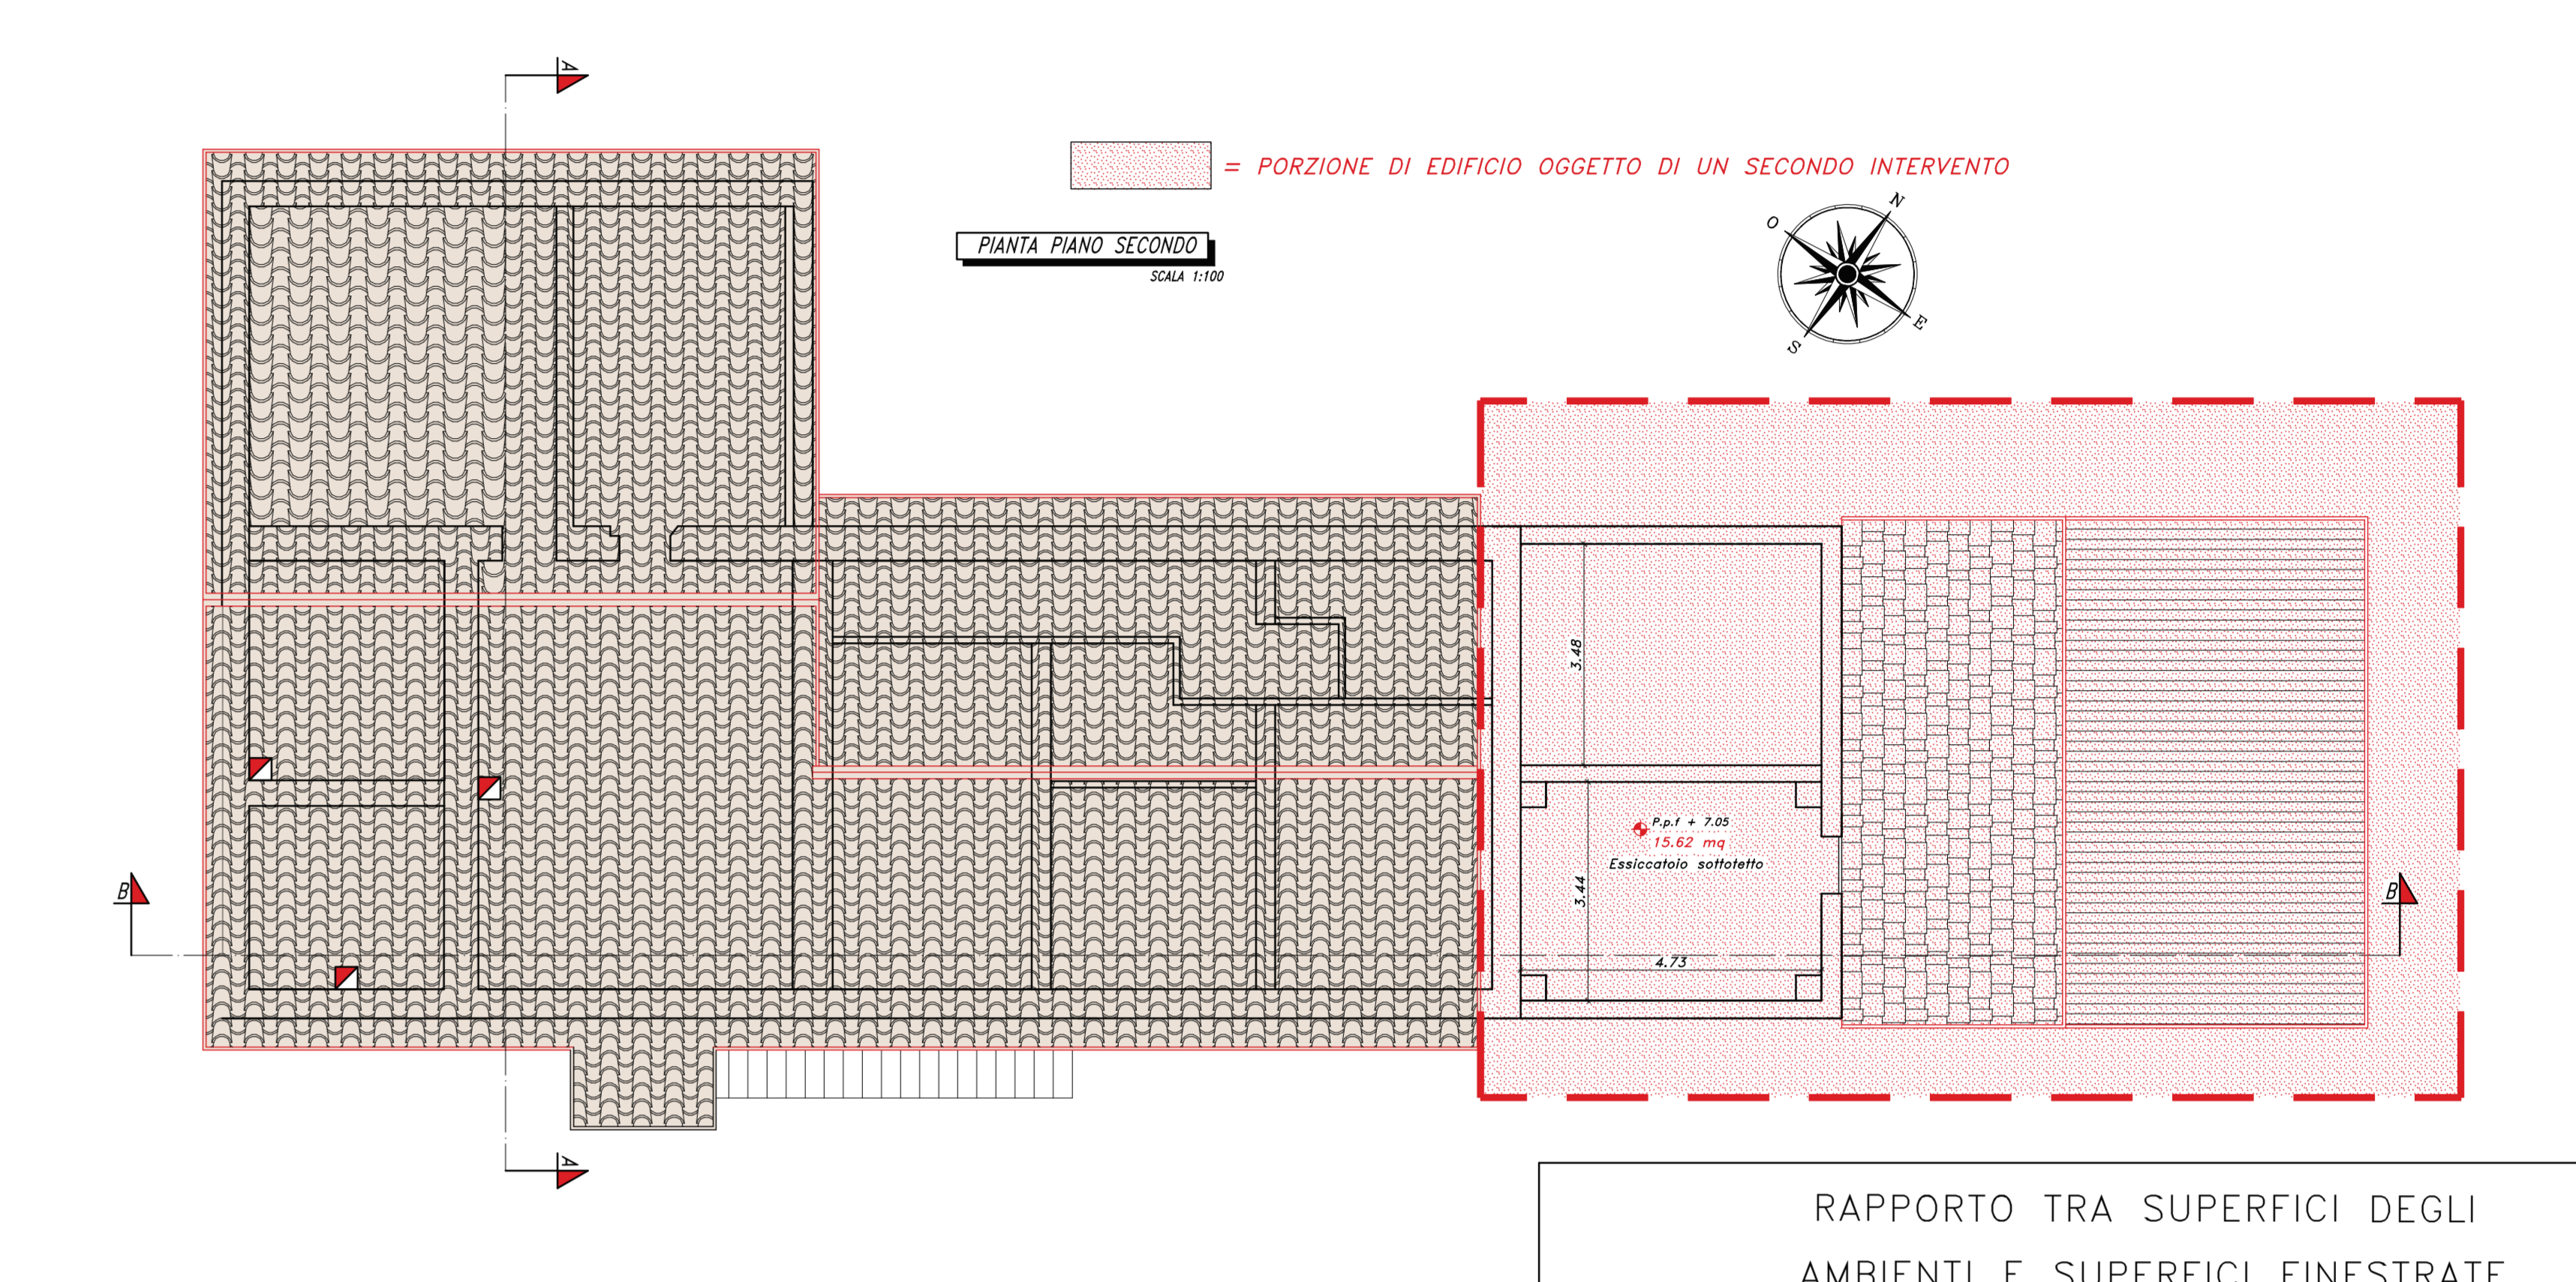 A
= PORZIONE DI EDIFICIO OGGETTO DI UN SECONDO INTERVENTO
PIANTA PIANO SECONDO
SCALA 1:100
N
O
E
S
3.48
P.p.f + 7.05
15.62 mq
Essiccatoio sottotetto
3.44
4.73
B
B
A
RAPPORTO TRA SUPERFICI DEGLI
AMBIENTI E SUPERFICI FINESTRATE